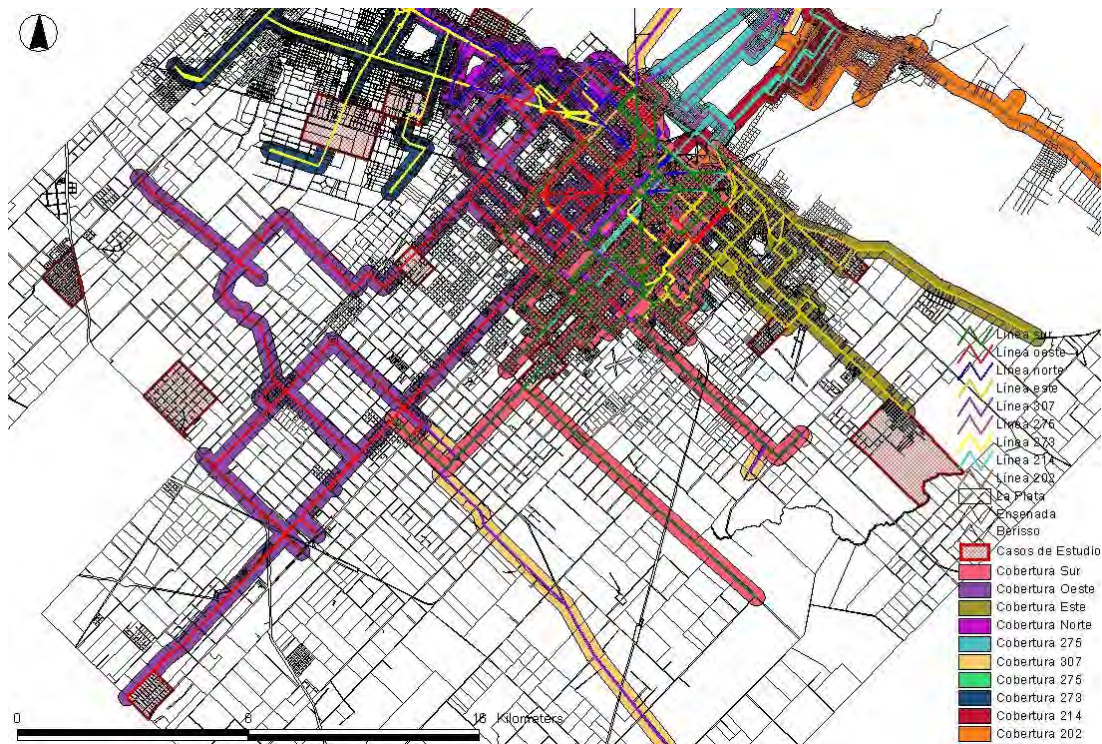 Línea sur
Línea oeste
Línea norte
Línea este
Línea 307
Línea 275
Línea 273
Línea 214
Línea 202
La Plata
Ensenada
Berisso
Casos de Estudio
Cobertura Sur
Cobertura Oeste
Cobertura Este
Cobertura Norte
Cobertura 275
Cobertura 307
Cobertura 275
Cobertura 273
Cobertura 214
Cobertura 202
0 8 16 Kilometers